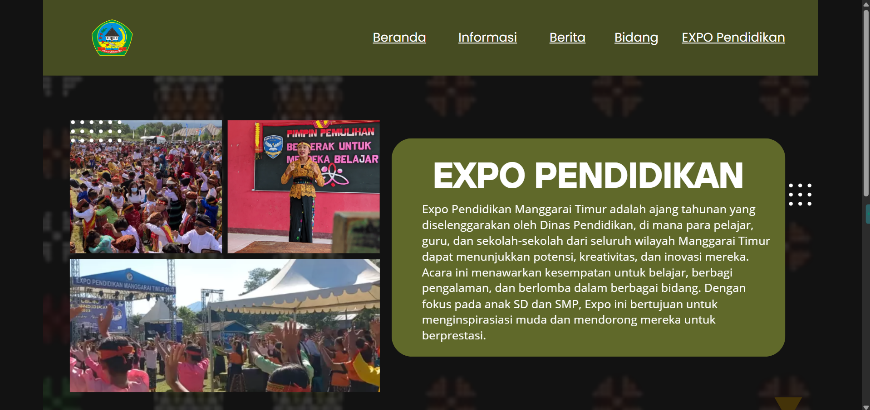 Beranda Informasi Berita Bidang EXPO Pendidikan
PIMPIN PEMULIHAN
BERGERAK UNTUK
MERDEKA BELAJAR
EXPO PENDIDIKAN
Expo Pendidikan Manggarai Timur adalah ajang tahunan yang
diselenggarakan oleh Dinas Pendidikan, di mana para pelajar,
guru, dan sekolah-sekolah dari seluruh wilayah Manggarai Timur
dapat menunjukkan potensi, kreativitas, dan inovasi mereka.
Acara ini menawarkan kesempatan untuk belajar, berbagi
pengalaman, dan berlomba dalam berbagai bidang. Dengan
fokus pada anak SD dan SMP, Expo ini bertujuan untuk
menginspirasiasi muda dan mendorong mereka untuk
berprestasi.
EXPO PENDIDIKAN MANGGARAI TIMUR